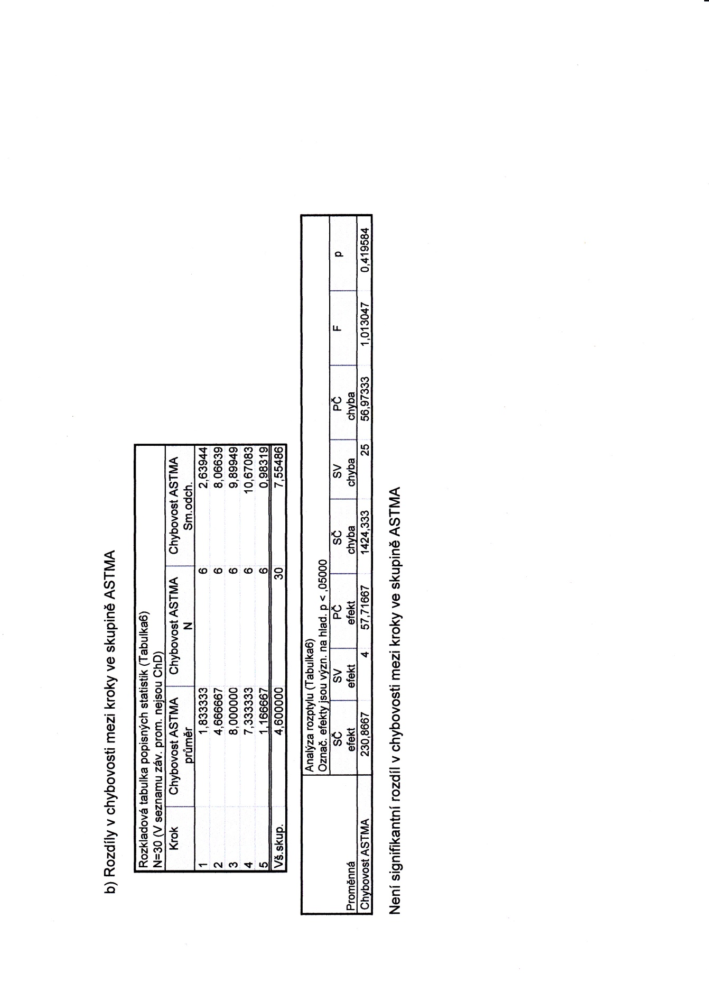 b) Rozdíly v chybovosti mezi kroky ve skupině ASTMA
Rozkladová tabulka popisných statistik (Tabulka6)
N=30 (V seznamu záv. prom. nejsou ChD)
Krok Chybovost ASTMA průměr Chybovost ASTMA N Chybovost ASTMA Sm.odch.
1 1,833333 6 2,63944
2 4,666667 6 8,06639
3 8,000000 6 9,89949
4 7,333333 6 10,67083
5 1,166667 6 0,98319
Vš.skup. 4,600000 30 7,55486
Analýza rozptylu (Tabulka6)
Označ. efekty jsou význ. na hlad. p < ,05000
Proměnná SČ efekt SV efekt PČ efekt SČ chyba SV chyba PČ chyba F p
Chybovost ASTMA 230,8667 4 57,71667 1424,333 25 56,97333 1,013047 0,419584
Není signifikantní rozdíl v chybovosti mezi kroky ve skupině ASTMA